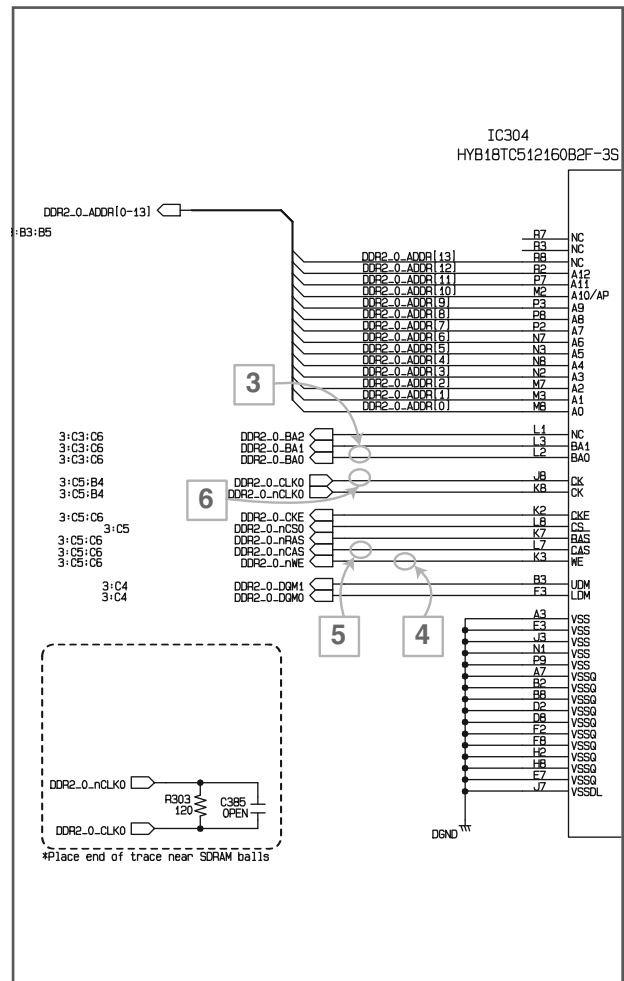 IC304
HYB18TC512160B2F-3S
DDR2_0_ADDR[0-13]
:B3:B5
R7 NC
R3 NC
DDR2_0_ADDR[13] R8 NC
DDR2_0_ADDR[12] R2 A12
DDR2_0_ADDR[11] P7 A11
DDR2_0_ADDR[10] M2 A10/AP
DDR2_0_ADDR[9] P3 A9
DDR2_0_ADDR[8] P8 A8
DDR2_0_ADDR[7] P2 A7
DDR2_0_ADDR[6] N7 A6
DDR2_0_ADDR[5] N3 A5
DDR2_0_ADDR[4] N8 A4
DDR2_0_ADDR[3] N2 A3
DDR2_0_ADDR[2] M7 A2
DDR2_0_ADDR[1] M3 A1
DDR2_0_ADDR[0] M8 A0
3
3:C3:C6 DDR2_0_BA2 L1 NC
3:C3:C6 DDR2_0_BA1 L3 BA1
3:C3:C6 DDR2_0_BA0 L2 BA0
3:C5:B4 DDR2_0_CLK0 J8 CK
3:C5:B4 DDR2_0_nCLK0 K8 CK
6
3:C5:C6 DDR2_0_CKE K2 CKE
3:C5 DDR2_0_nCS0 L8 CS
3:C5:C6 DDR2_0_nRAS K7 RAS
3:C5:C6 DDR2_0_nCAS L7 CAS
3:C5:C6 DDR2_0_nWE K3 WE
3:C4 DDR2_0_DQM1 B3 UDM
3:C4 DDR2_0_DQM0 F3 LDM
5
4
A3 VSS
E3 VSS
J3 VSS
N1 VSS
P9 VSS
A7 VSSQ
B2 VSSQ
B8 VSSQ
D2 VSSQ
D8 VSSQ
F2 VSSQ
F8 VSSQ
H2 VSSQ
H8 VSSQ
E7 VSSQ
J7 VSSDL
DGND
DDR2_0_nCLK0
R303
120
C385
OPEN
DDR2_0_CLK0
*Place end of trace near SDRAM balls